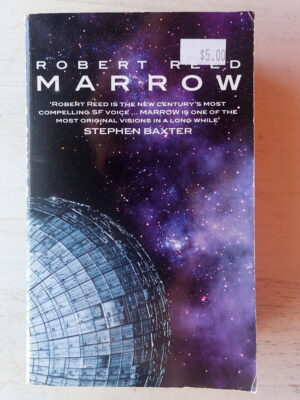 $5.00
ROBERT REED
MARROW
'ROBERT REED IS THE NEW CENTURY'S MOST
COMPELLING SF VOICE ... MARROW IS ONE OF THE
MOST ORIGINAL VISIONS IN A LONG WHILE'
STEPHEN BAXTER